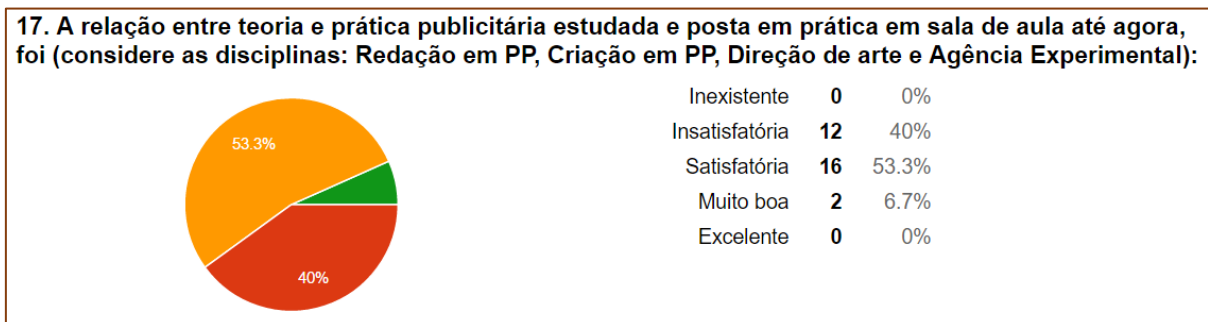 17. A relação entre teoria e prática publicitária estudada e posta em prática em sala de aula até agora,
foi (considere as disciplinas: Redação em PP, Criação em PP, Direção de arte e Agência Experimental):
53.3%
40%
Inexistente 0 0%
Insatisfatória 12 40%
Satisfatória 16 53.3%
Muito boa 2 6.7%
Excelente 0 0%